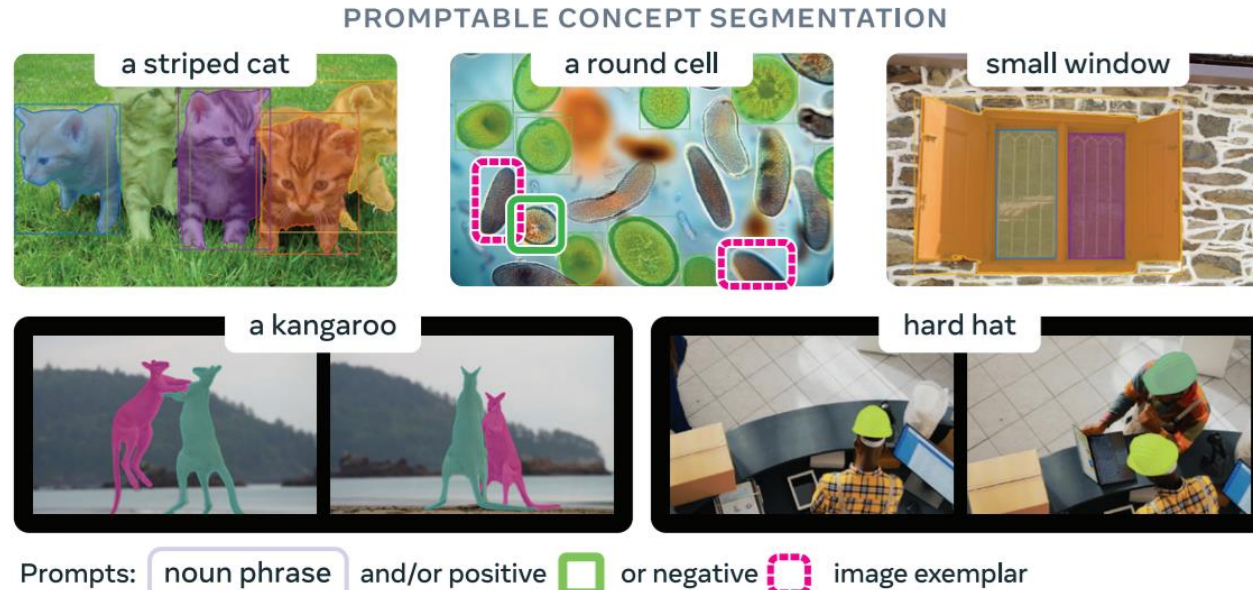 PROMPTABLE CONCEPT SEGMENTATION
a striped cat
a round cell
small window
a kangaroo
hard hat
Prompts: noun phrase and/or positive or negative image exemplar